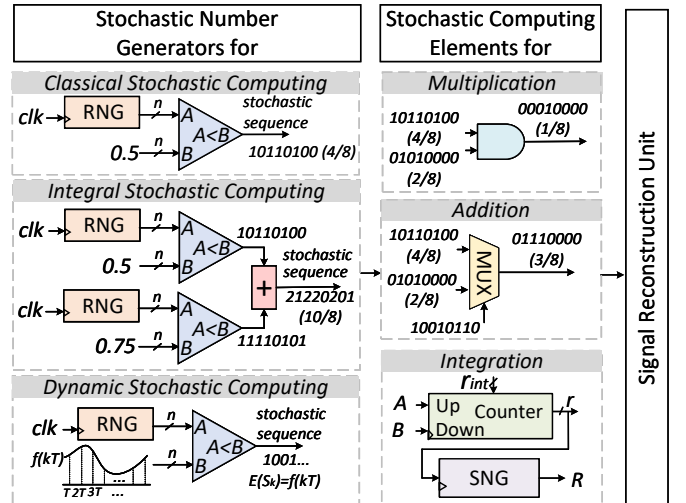 Stochastic Number
Generators for
Classical Stochastic Computing
clk
RNG
n
A
A<B
B
0.5
n
stochastic
sequence
10110100 (4/8)
Integral Stochastic Computing
clk
RNG
n
A
A<B
B
0.5
n
10110100
+
stochastic
sequence
21220201
(10/8)
clk
RNG
n
A
A<B
B
0.75
n
11110101
Dynamic Stochastic Computing
clk
RNG
n
A
A<B
B
n
f(kT)
T 2T 3T ...
...
stochastic
sequence
1001...
E(Sk)=f(kT)
Stochastic Computing
Elements for
Multiplication
10110100
(4/8)
01010000
(2/8)
00010000
(1/8)
Addition
10110100
(4/8)
01010000
(2/8)
MUX
01110000
(3/8)
10010110
Integration
rint
A
Up
Counter
B
Down
r
SNG
R
Signal Reconstruction Unit